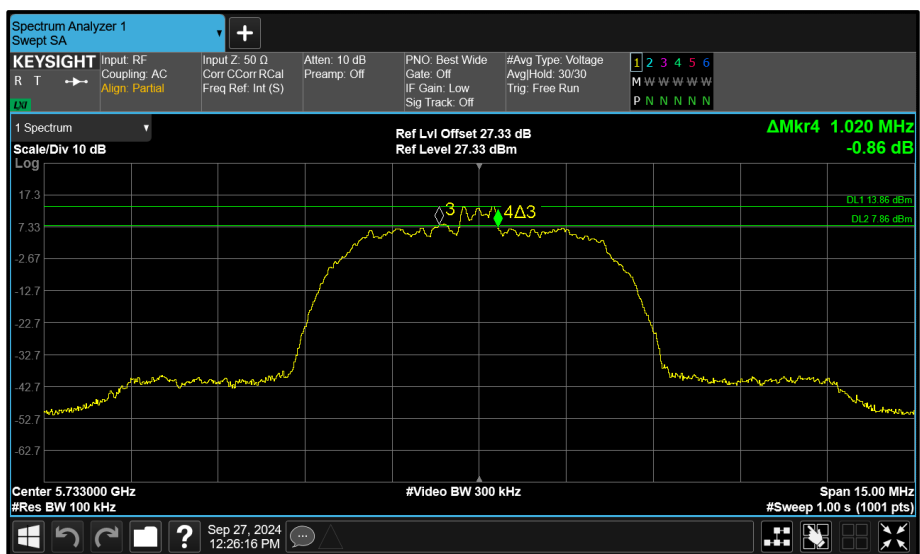 Spectrum Analyzer 1
Swept SA
▼
+
KEYSIGHT
R T
LXI
Input: RF
Coupling: AC
Align: Partial
Input Z: 50 Ω
Corr CCorr RCal
Freq Ref: Int (S)
Atten: 10 dB
Preamp: Off
PNO: Best Wide
Gate: Off
IF Gain: Low
Sig Track: Off
#Avg Type: Voltage
Avg|Hold: 30/30
Trig: Free Run
1 2 3 4 5 6
M W W W W W
P N N N N N
1 Spectrum ▼
Scale/Div 10 dB
Ref Lvl Offset 27.33 dB
Ref Level 27.33 dBm
ΔMkr4 1.020 MHz
-0.86 dB
Log
17.3
7.33
-2.67
-12.7
-22.7
-32.7
-42.7
-52.7
-62.7
3
4Δ3
DL1 13.86 dBm
DL2 7.86 dBm
Center 5.733000 GHz
#Res BW 100 kHz
#Video BW 300 kHz
Span 15.00 MHz
#Sweep 1.00 s (1001 pts)
?
Sep 27, 2024
12:26:16 PM